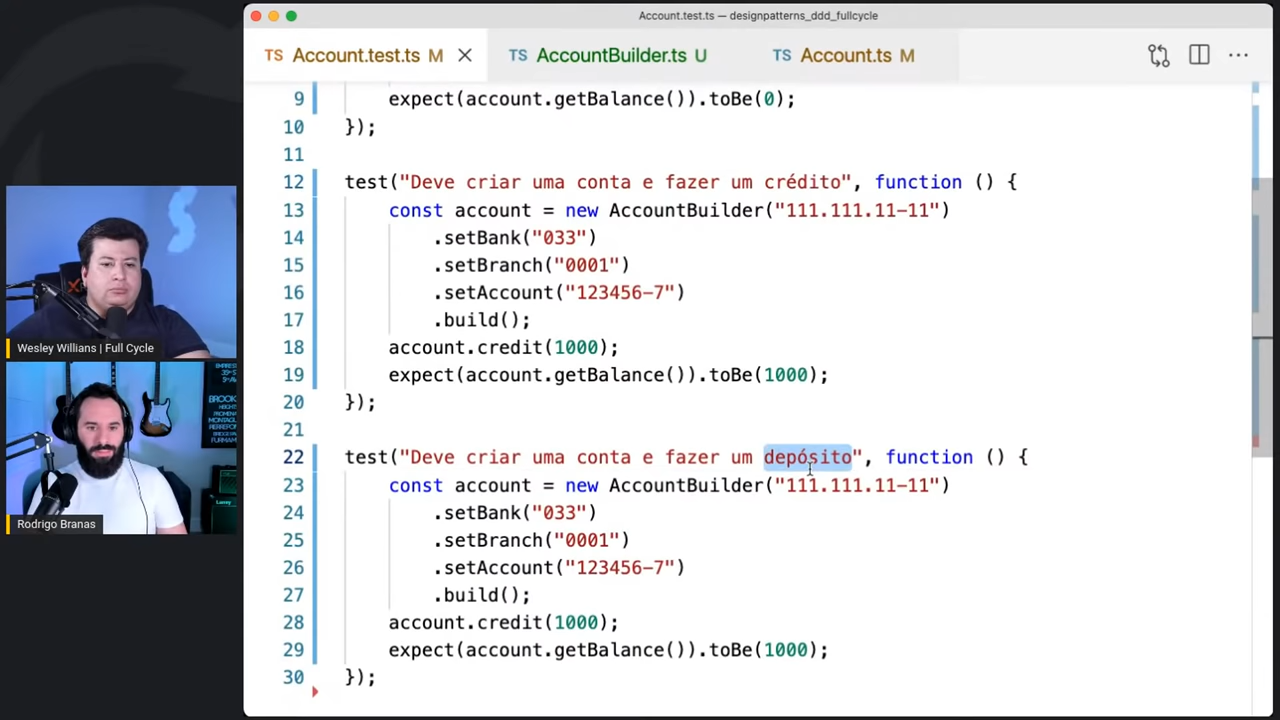 Account.test.ts — designpatterns_ddd_fullcycle
TS Account.test.ts M
TS AccountBuilder.ts U
TS Account.ts M
9 expect(account.getBalance()).toBe(0);
10 });
11
12 test("Deve criar uma conta e fazer um crédito", function () {
13 const account = new AccountBuilder("111.111.11-11")
14 .setBank("033")
15 .setBranch("0001")
16 .setAccount("123456-7")
17 .build();
18 account.credit(1000);
19 expect(account.getBalance()).toBe(1000);
20 });
21
22 test("Deve criar uma conta e fazer um depósito", function () {
23 const account = new AccountBuilder("111.111.11-11")
24 .setBank("033")
25 .setBranch("0001")
26 .setAccount("123456-7")
27 .build();
28 account.credit(1000);
29 expect(account.getBalance()).toBe(1000);
30 });
Wesley Willians | Full Cycle
Rodrigo Branas